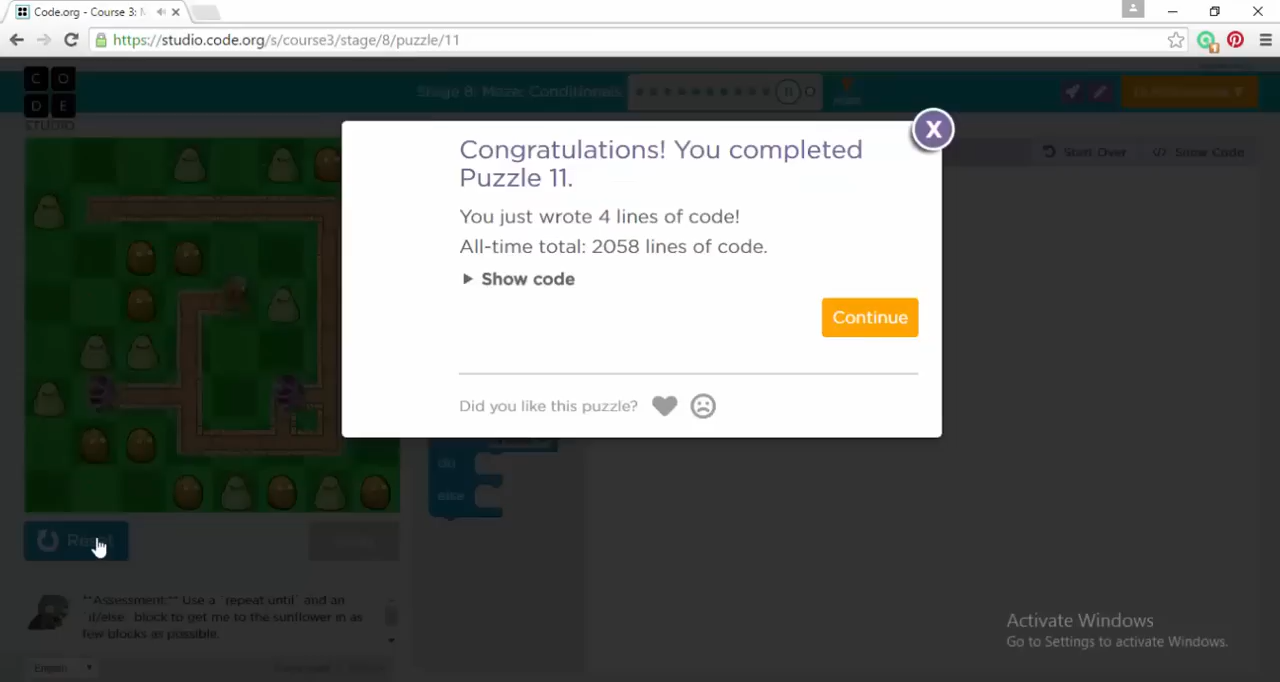 Code.org - Course 3: M
https://studio.code.org/s/course3/stage/8/puzzle/11
C O
D E
STUDIO
Stage 8: Maze: Conditionals
11
Start Over
Show Code
Congratulations! You completed
Puzzle 11.
You just wrote 4 lines of code!
All-time total: 2058 lines of code.
Show code
Continue
Did you like this puzzle?
X
do
else
Reset
**Assessment:** Use a `repeat until` and an
`if/else` block to get me to the sunflower in as
few blocks as possible.
English
Activate Windows
Go to Settings to activate Windows.